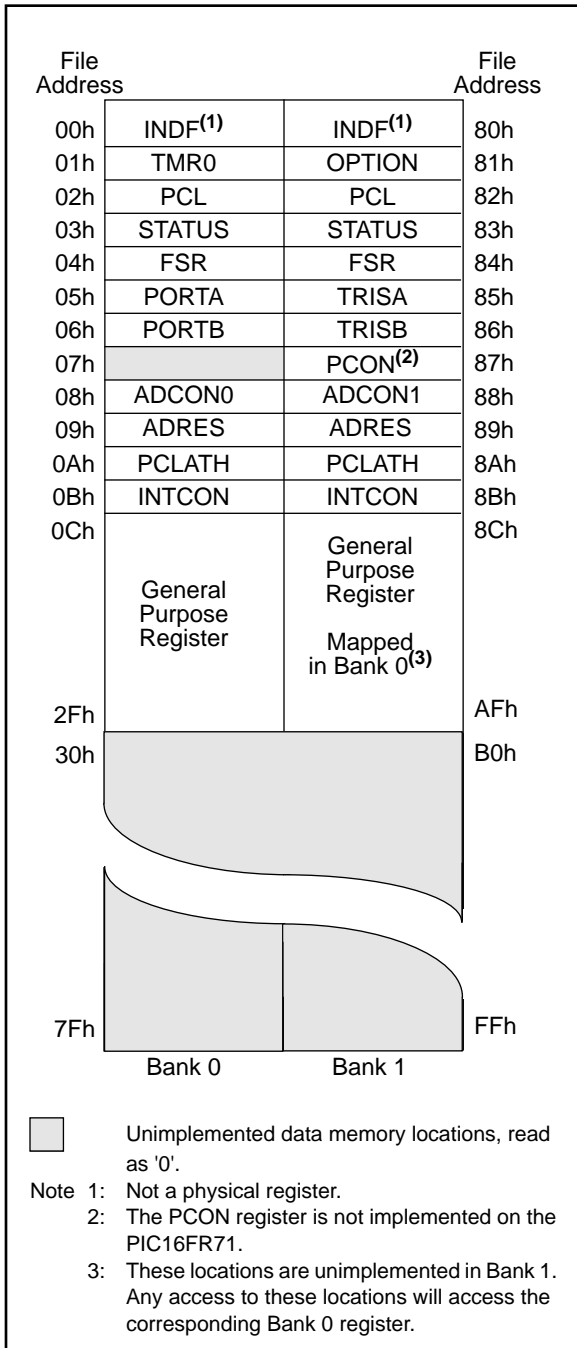 File Address
File Address
00h INDF(1) INDF(1) 80h
01h TMR0 OPTION 81h
02h PCL PCL 82h
03h STATUS STATUS 83h
04h FSR FSR 84h
05h PORTA TRISA 85h
06h PORTB TRISB 86h
07h PCON(2) 87h
08h ADCON0 ADCON1 88h
09h ADRES ADRES 89h
0Ah PCLATH PCLATH 8Ah
0Bh INTCON INTCON 8Bh
0Ch 8Ch
General
Purpose
Register
General
Purpose
Register
Mapped
in Bank 0(3)
2Fh AFh
30h B0h
7Fh FFh
Bank 0 Bank 1
Unimplemented data memory locations, read
as '0'.
Note 1: Not a physical register.
2: The PCON register is not implemented on the
PIC16FR71.
3: These locations are unimplemented in Bank 1.
Any access to these locations will access the
corresponding Bank 0 register.